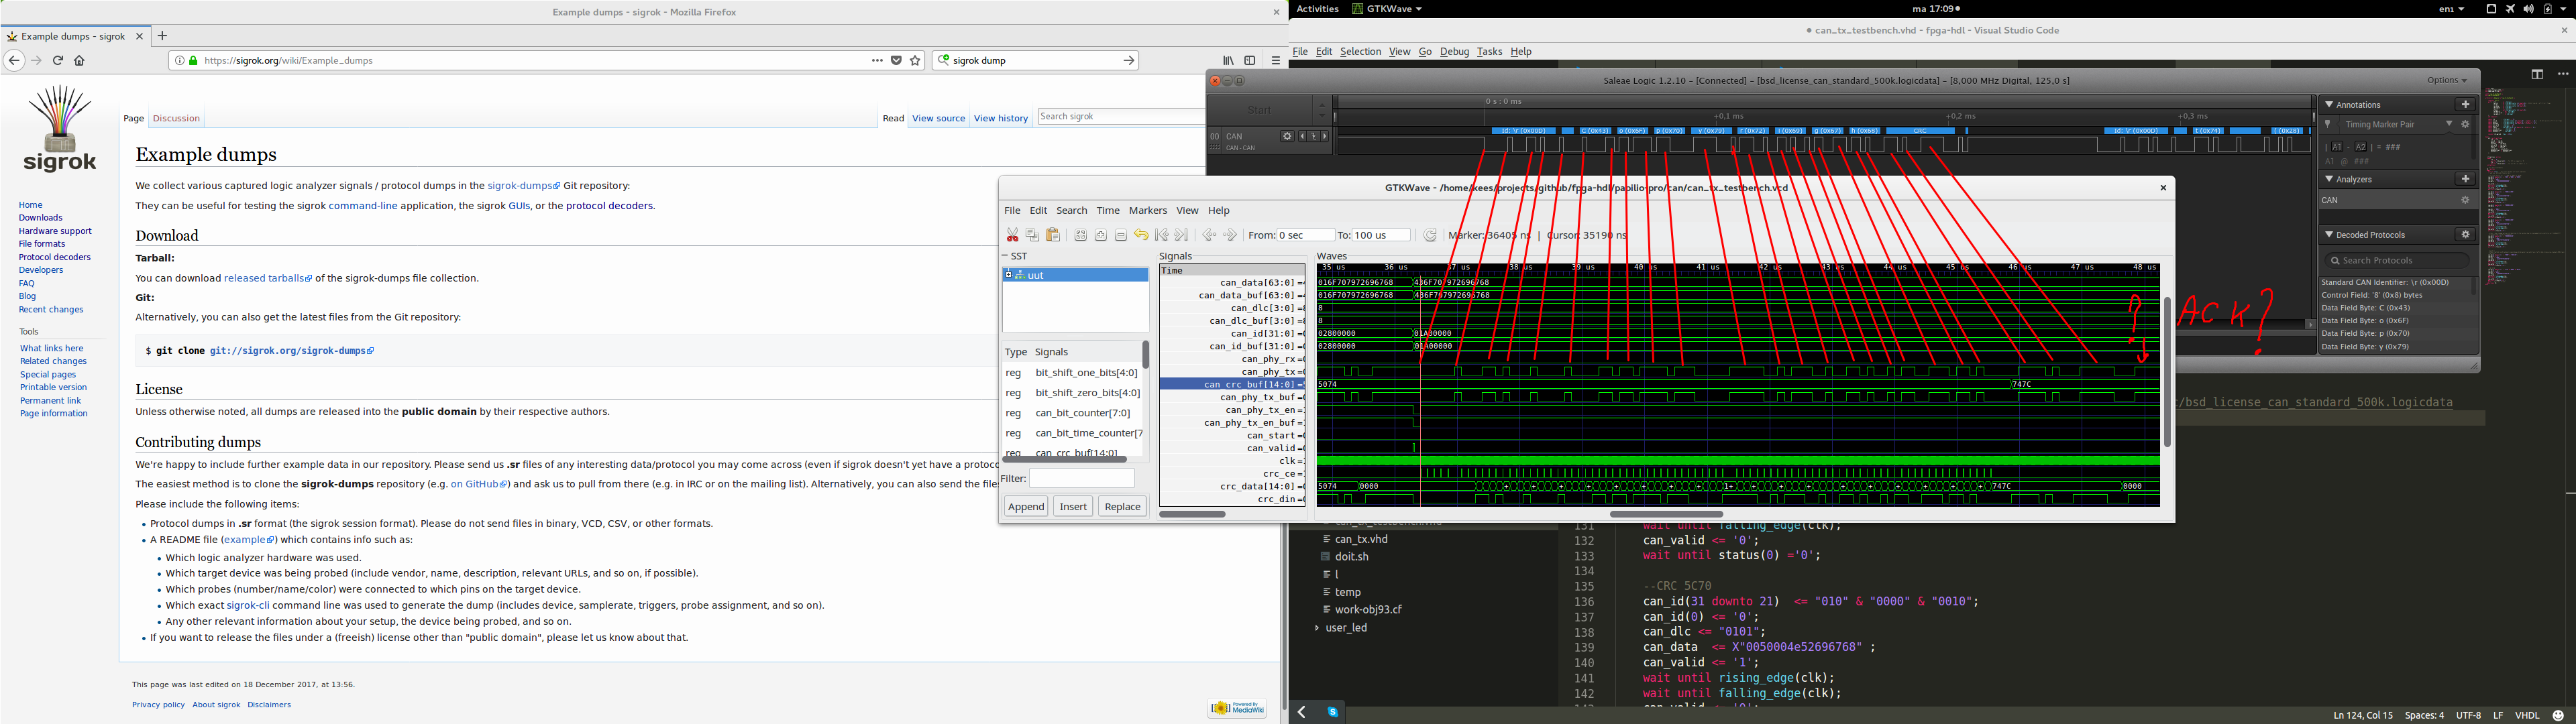 Example dumps - sigrok - Mozilla Firefox
Example dumps - sigrok
https://sigrok.org/wiki/Example_dumps
sigrok dump
sigrok
Home
Downloads
Hardware support
File formats
Protocol decoders
Developers
FAQ
Blog
Recent changes
Tools
What links here
Related changes
Special pages
Printable version
Permanent link
Page information
Page Discussion
Read View source View history
Search sigrok
Example dumps
We collect various captured logic analyzer signals / protocol dumps in the sigrok-dumps Git repository:
They can be useful for testing the sigrok command-line application, the sigrok GUIs, or the protocol decoders.
Download
Tarball:
You can download released tarballs of the sigrok-dumps file collection.
Git:
Alternatively, you can also get the latest files from the Git repository:
$ git clone git://sigrok.org/sigrok-dumps
License
Unless otherwise noted, all dumps are released into the public domain by their respective authors.
Contributing dumps
We're happy to include further example data in our repository. Please send us .sr files of any interesting data/protocol you may come across (even if sigrok doesn't yet have a protoc
The easiest method is to clone the sigrok-dumps repository (e.g. on GitHub) and ask us to pull from there (e.g. in IRC or on the mailing list). Alternatively, you can also send the files
Please include the following items:
Protocol dumps in .sr format (the sigrok session format). Please do not send files in binary, VCD, CSV, or other formats.
A README file (example) which contains info such as:
Which logic analyzer hardware was used.
Which target device was being probed (include vendor, name, description, relevant URLs, and so on, if possible).
Which probes (number/name/color) were connected to which pins on the target device.
Which exact sigrok-cli command line was used to generate the dump (includes device, samplerate, triggers, probe assignment, and so on).
Any other relevant information about your setup, the device being probed, and so on.
If you want to release the files under a (freeish) license other than "public domain", please let us know about that.
This page was last edited on 18 December 2017, at 13:56.
Privacy policy About sigrok Disclaimers
Powered By MediaWiki
Activities GTKWave
ma 17:09
en1
can_tx_testbench.vhd - fpga-hdl - Visual Studio Code
File Edit Selection View Go Debug Tasks Help
Saleae Logic 1.2.10 - [Connected] - [bsd_license_can_standard_500k.logicdata] - [8,000 MHz Digital, 125,0 s]
Options
Start
0 s : 0 ms
+0,1 ms +0,2 ms +0,3 ms
00 CAN
CAN - CAN
Id: \r (0x00D) C (0x43) o (0x6F) p (0x70) y (0x79) r (0x72) i (0x69) g (0x67) h (0x68) CRC Id: \r (0x00D) t (0x74) ( (0x28)
Annotations
Timing Marker Pair
| A1 - A2 | = ###
A1 @ ###
Analyzers
CAN
Decoded Protocols
Search Protocols
Standard CAN Identifier: \r (0x00D)
Control Field: '8' (0x8) bytes
Data Field Byte: C (0x43)
Data Field Byte: o (0x6F)
Data Field Byte: p (0x70)
Data Field Byte: y (0x79)
GTKWave - /home/kees/projects/github/fpga-hdl/papilio-pro/can/can_tx_testbench.vcd
File Edit Search Time Markers View Help
From: 0 sec To: 100 us Marker: 36405 ns | Cursor: 35190 ns
SST
uut
Type Signals
reg bit_shift_one_bits[4:0]
reg bit_shift_zero_bits[4:0]
reg can_bit_counter[7:0]
reg can_bit_time_counter[7
reg can_crc_buf[14:0]
Filter:
Append Insert Replace
Signals
Time
can_data[63:0]
can_data_buf[63:0]
can_dlc[3:0]
can_dlc_buf[3:0]
can_id[31:0]
can_id_buf[31:0]
can_phy_rx
can_phy_tx
can_crc_buf[14:0]
can_phy_tx_buf
can_phy_tx_en
can_phy_tx_en_buf
can_start
can_valid
clk
crc_ce
crc_data[14:0]
crc_din
Waves
35 us 36 us 37 us 38 us 39 us 40 us 41 us 42 us 43 us 44 us 45 us 46 us 47 us 48 us
016F707972696768 436F707972696768
016F707972696768 436F707972696768
8
8
02800000 01A00000
02800000 01A00000
5074 747C
5074 0000 747C 0000
? ACK?
/bsd_license_can_standard_500k.logicdata
can_tx_testbench.vhd
can_tx.vhd
doit.sh
l
temp
work-obj93.cf
user_led
131 wait until falling_edge(clk);
132 can_valid <= '0';
133 wait until status(0) ='0';
134
135 --CRC 5C70
136 can_id(31 downto 21) <= "010" & "0000" & "0010";
137 can_id(0) <= '0';
138 can_dlc <= "0101";
139 can_data <= X"0050004e52696768" ;
140 can_valid <= '1';
141 wait until rising_edge(clk);
142 wait until falling_edge(clk);
can_valid <= '0';
Ln 124, Col 15 Spaces: 4 UTF-8 LF VHDL